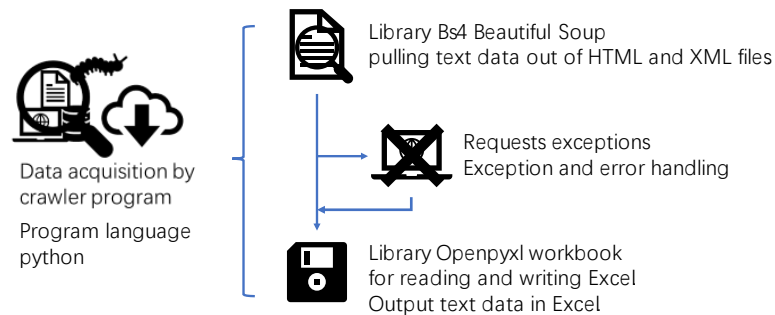 Data acquisition by
crawler program
Program language
python
Library Bs4 Beautiful Soup
pulling text data out of HTML and XML files
Requests exceptions
Exception and error handling
Library Openpyxl workbook
for reading and writing Excel
Output text data in Excel